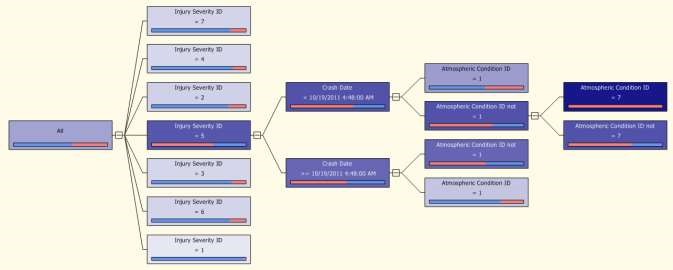 All
Injury Severity ID
= 7
Injury Severity ID
= 4
Injury Severity ID
= 2
Injury Severity ID
= 5
Injury Severity ID
= 3
Injury Severity ID
= 6
Injury Severity ID
= 1
Crash Date
< 10/19/2011 4:48:00 AM
Crash Date
>= 10/19/2011 4:48:00 AM
Atmospheric Condition ID
= 1
Atmospheric Condition ID not
= 1
Atmospheric Condition ID not
= 1
Atmospheric Condition ID
= 1
Atmospheric Condition ID
= 7
Atmospheric Condition ID not
= 7